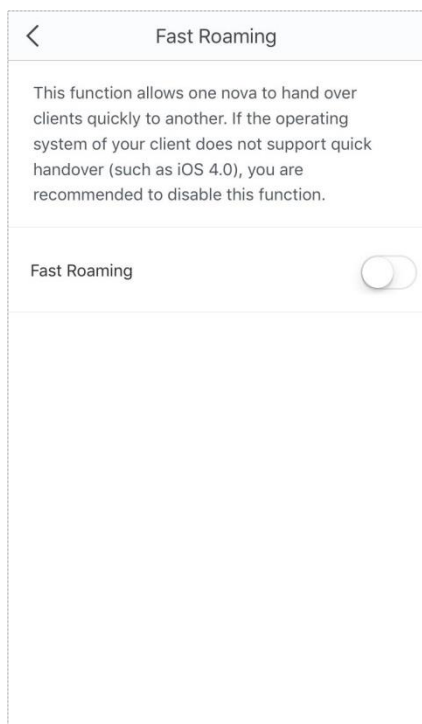 Fast Roaming
This function allows one nova to hand over
clients quickly to another. If the operating
system of your client does not support quick
handover (such as iOS 4.0), you are
recommended to disable this function.
Fast Roaming